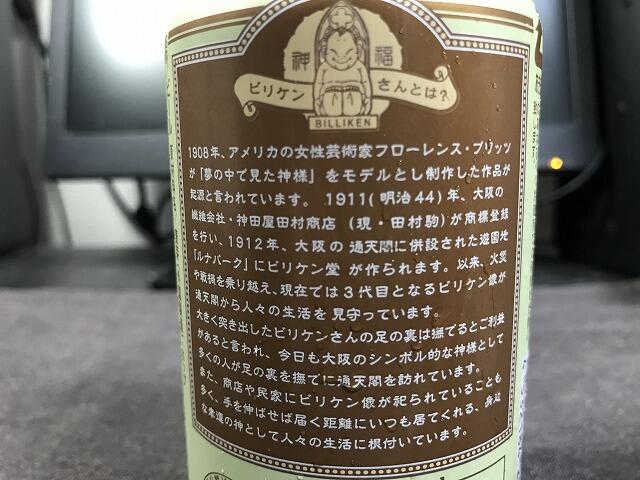 神 福
ビリケン さんとは?
BILLIKEN
1908年、アメリカの女性芸術家フローレンス・プリッツ
が「夢の中で見た神様」をモデルとし制作した作品が
起源と言われています。 1911(明治44)年、大阪の
繊維会社・神田屋田村商店(現・田村駒)が商標登録
を行い、1912年、大阪の通天閣に併設された遊園地
「ルナパーク」にビリケン堂 が作られます。以来、火災
や戦禍を乗り越え、現在では3代目となるビリケン像が
通天閣から人々の生活を見守っています。
大きく突き出したビリケンさんの足の裏は撫でるとご利益
があると言われ、今日も大阪のシンボル的な神様として
多くの人が足の裏を撫でに通天閣を訪れています。
また、商店や民家にビリケン像が祀られていることも
多く、手を伸ばせば届く距離にいつも居てくれる、身近
な幸運の神として人々の生活に根付いています。